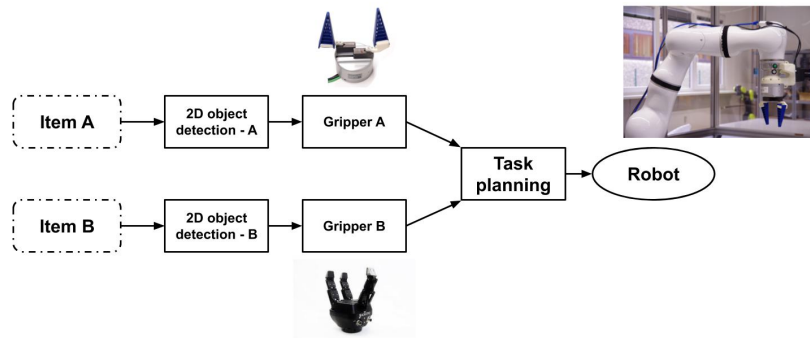 Item A
2D object
detection - A
Gripper A
Task
planning
Robot
Item B
2D object
detection - B
Gripper B